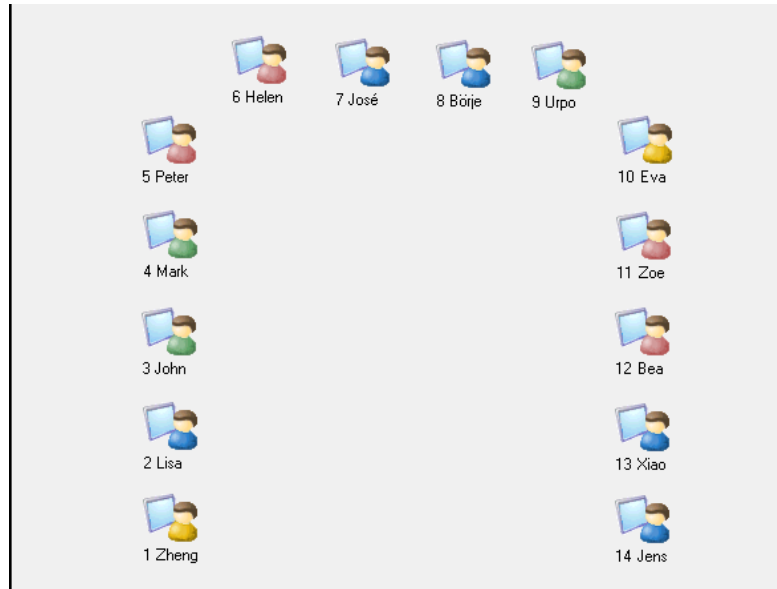 6 Helen
7 José
8 Börje
9 Urpo
5 Peter
10 Eva
4 Mark
11 Zoe
3 John
12 Bea
2 Lisa
13 Xiao
1 Zheng
14 Jens